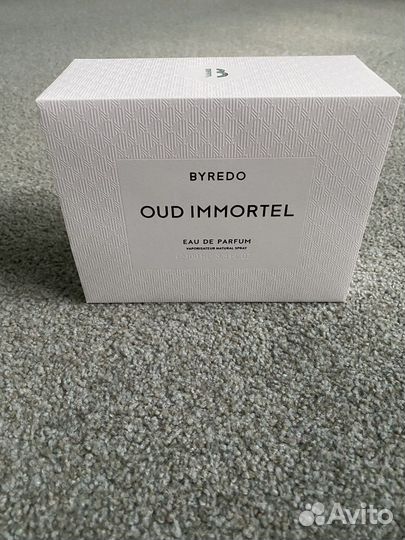 BYREDO
OUD IMMORTEL
EAU DE PARFUM
VAPORISATEUR NATURAL SPRAY
Avito